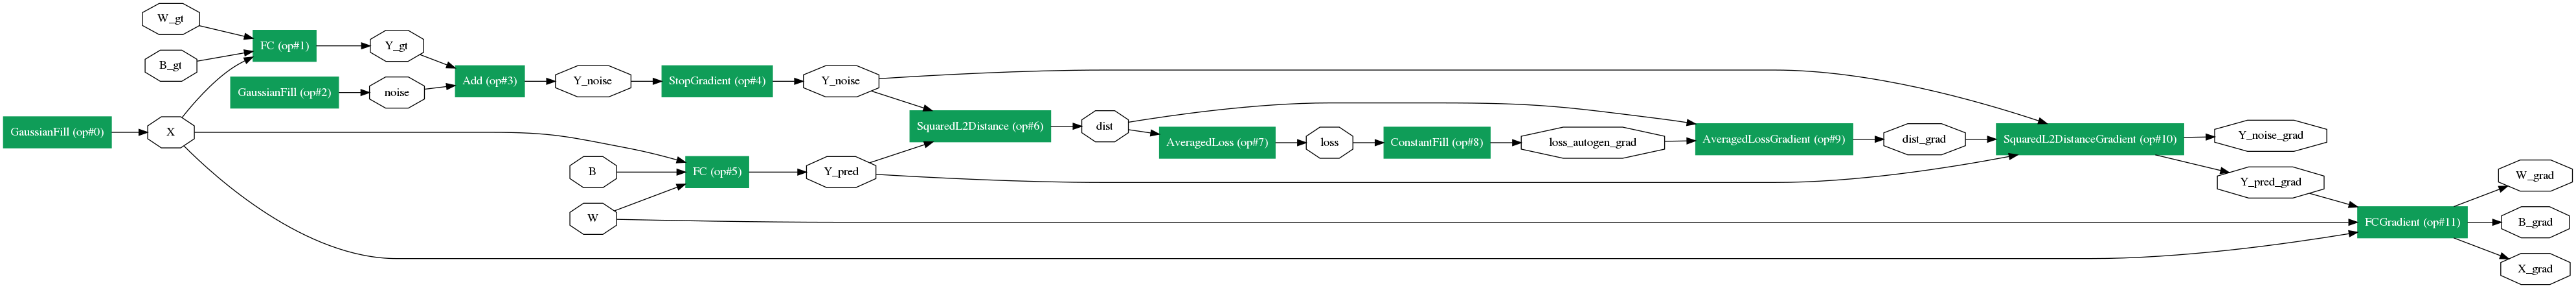 W_gt
B_gt
GaussianFill (op#0)
X
FC (op#1)
GaussianFill (op#2)
Y_gt
noise
Add (op#3)
Y_noise
B
W
StopGradient (op#4)
FC (op#5)
Y_noise
Y_pred
SquaredL2Distance (op#6)
dist
AveragedLoss (op#7)
loss
ConstantFill (op#8)
loss_autogen_grad
AveragedLossGradient (op#9)
dist_grad
SquaredL2DistanceGradient (op#10)
Y_noise_grad
Y_pred_grad
FCGradient (op#11)
W_grad
B_grad
X_grad